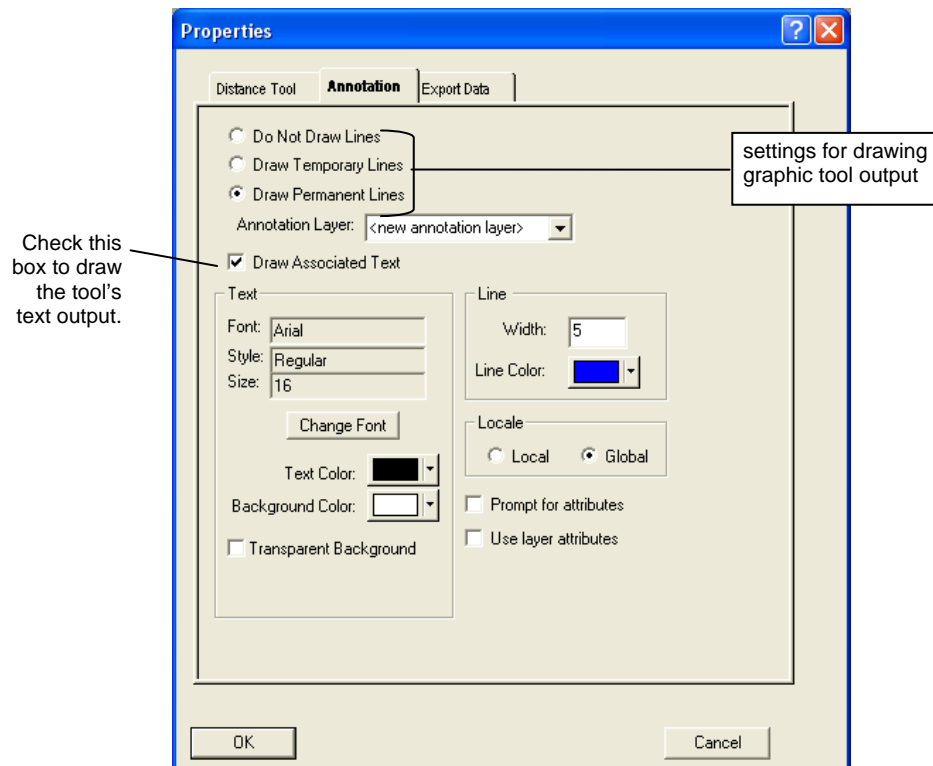 Properties
Distance Tool Annotation Export Data
Do Not Draw Lines
Draw Temporary Lines
Draw Permanent Lines
settings for drawing
graphic tool output
Annotation Layer: <new annotation layer>
Check this
box to draw
the tool's
text output.
Draw Associated Text
Text
Font: Arial
Style: Regular
Size: 16
Change Font
Text Color:
Background Color:
Transparent Background
Line
Width: 5
Line Color:
Locale
Local Global
Prompt for attributes
Use layer attributes
OK Cancel